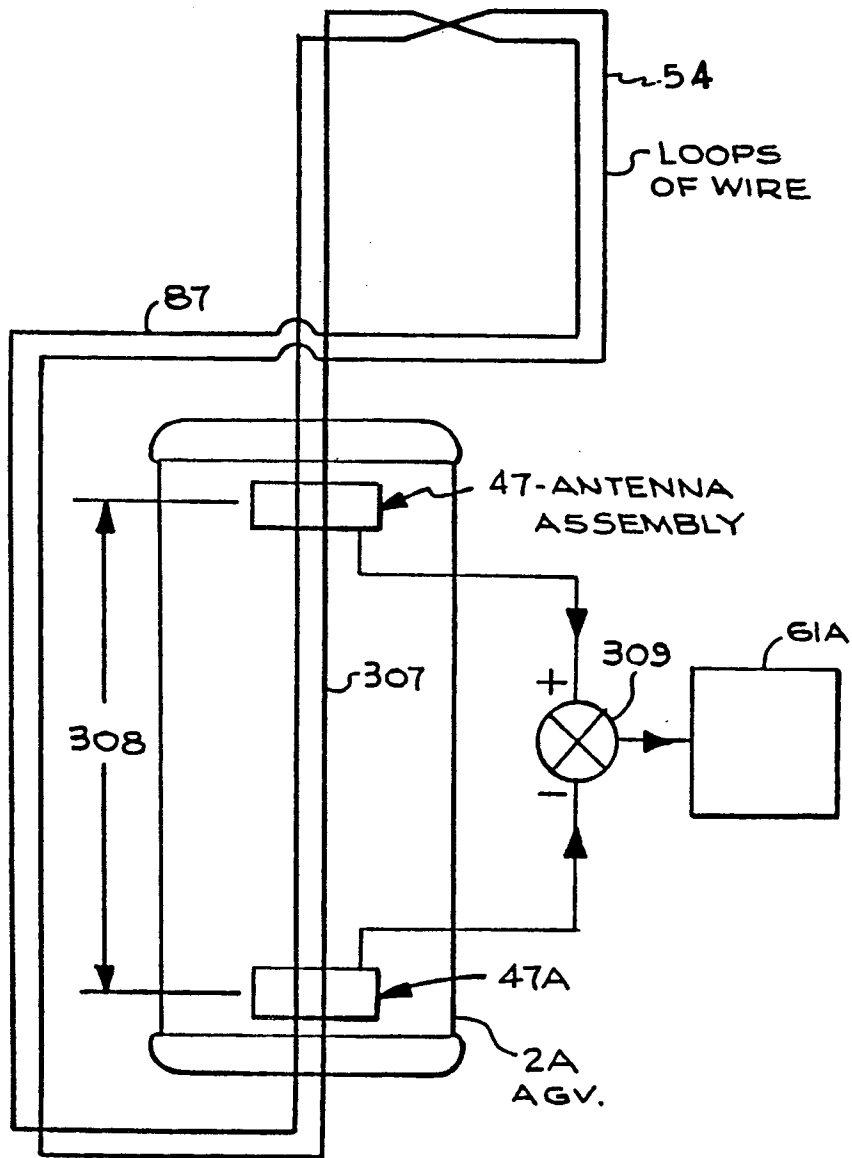 54
LOOPS
OF WIRE
87
47-ANTENNA
ASSEMBLY
61A
309
307
+
308
−
47A
2A
AGV.